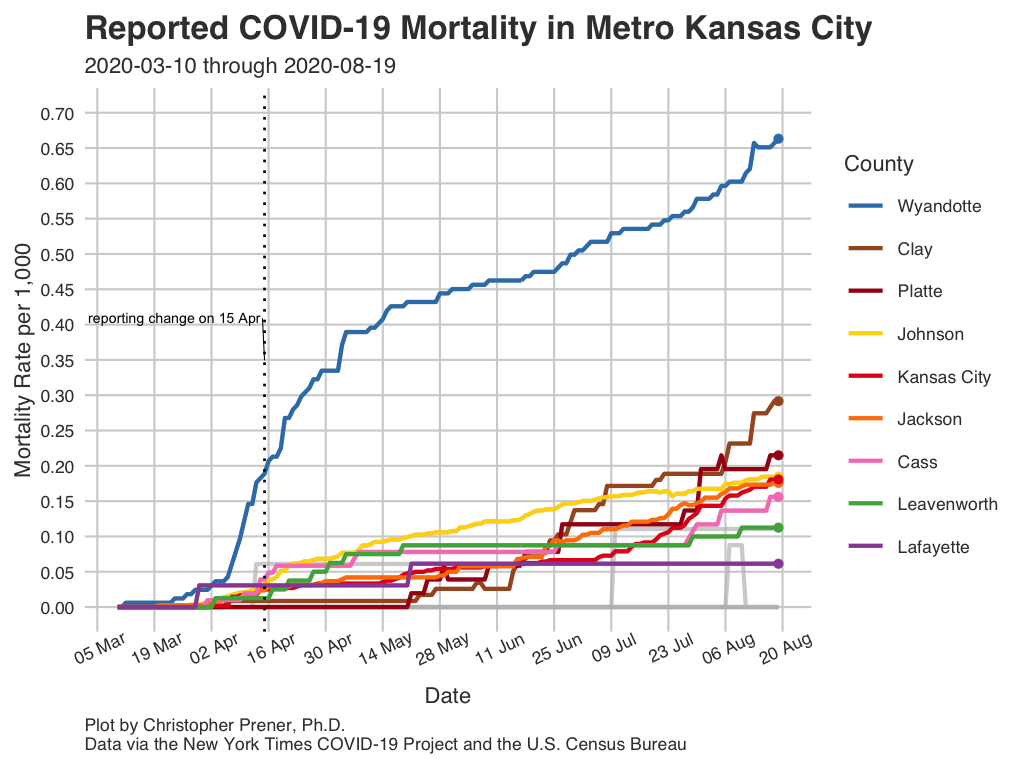 Reported COVID-19 Mortality in Metro Kansas City
2020-03-10 through 2020-08-19
Mortality Rate per 1,000
0.70
0.65
0.60
0.55
0.50
0.45
0.40
0.35
0.30
0.25
0.20
0.15
0.10
0.05
0.00
reporting change on 15 Apr
05 Mar
19 Mar
02 Apr
16 Apr
30 Apr
14 May
28 May
11 Jun
25 Jun
09 Jul
23 Jul
06 Aug
20 Aug
Date
County
Wyandotte
Clay
Platte
Johnson
Kansas City
Jackson
Cass
Leavenworth
Lafayette
Plot by Christopher Prener, Ph.D.
Data via the New York Times COVID-19 Project and the U.S. Census Bureau